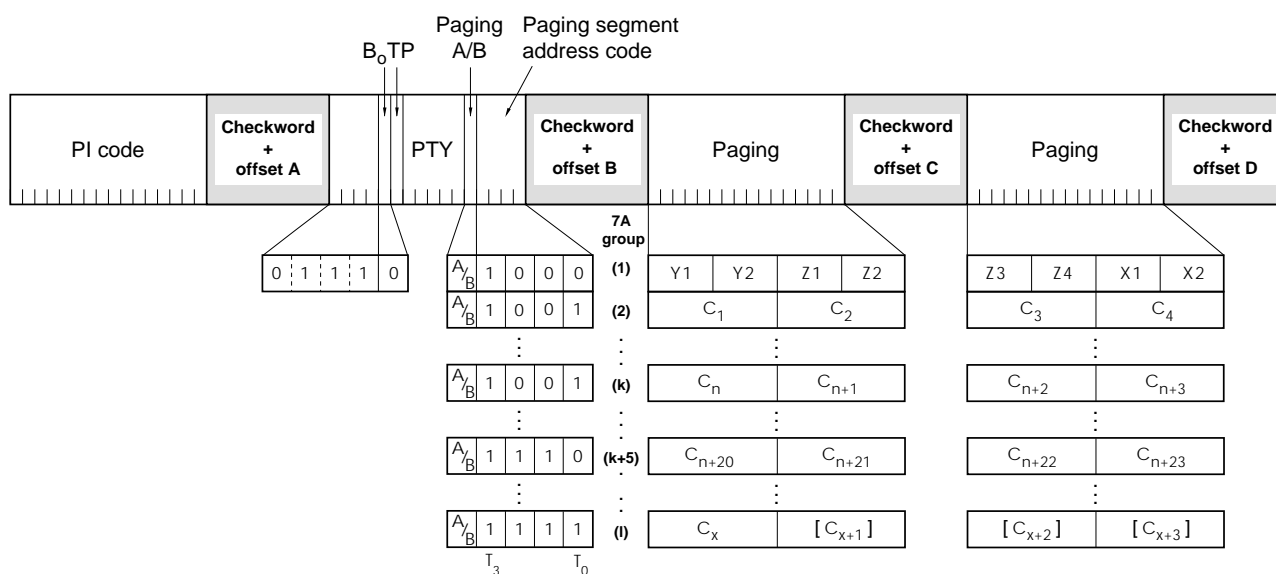 Paging Paging segment
BoTP A/B address code
PI code Checkword + offset A PTY Checkword + offset B Paging Checkword + offset C Paging Checkword + offset D
7A group
0 1 1 1 0 A/B 1 0 0 0 (1) Y1 Y2 Z1 Z2 Z3 Z4 X1 X2
A/B 1 0 0 1 (2) C1 C2 C3 C4
A/B 1 0 0 1 (k) Cn Cn+1 Cn+2 Cn+3
A/B 1 1 1 0 (k+5) Cn+20 Cn+21 Cn+22 Cn+23
A/B 1 1 1 1 (l) Cx [Cx+1] [Cx+2] [Cx+3]
T3 T0